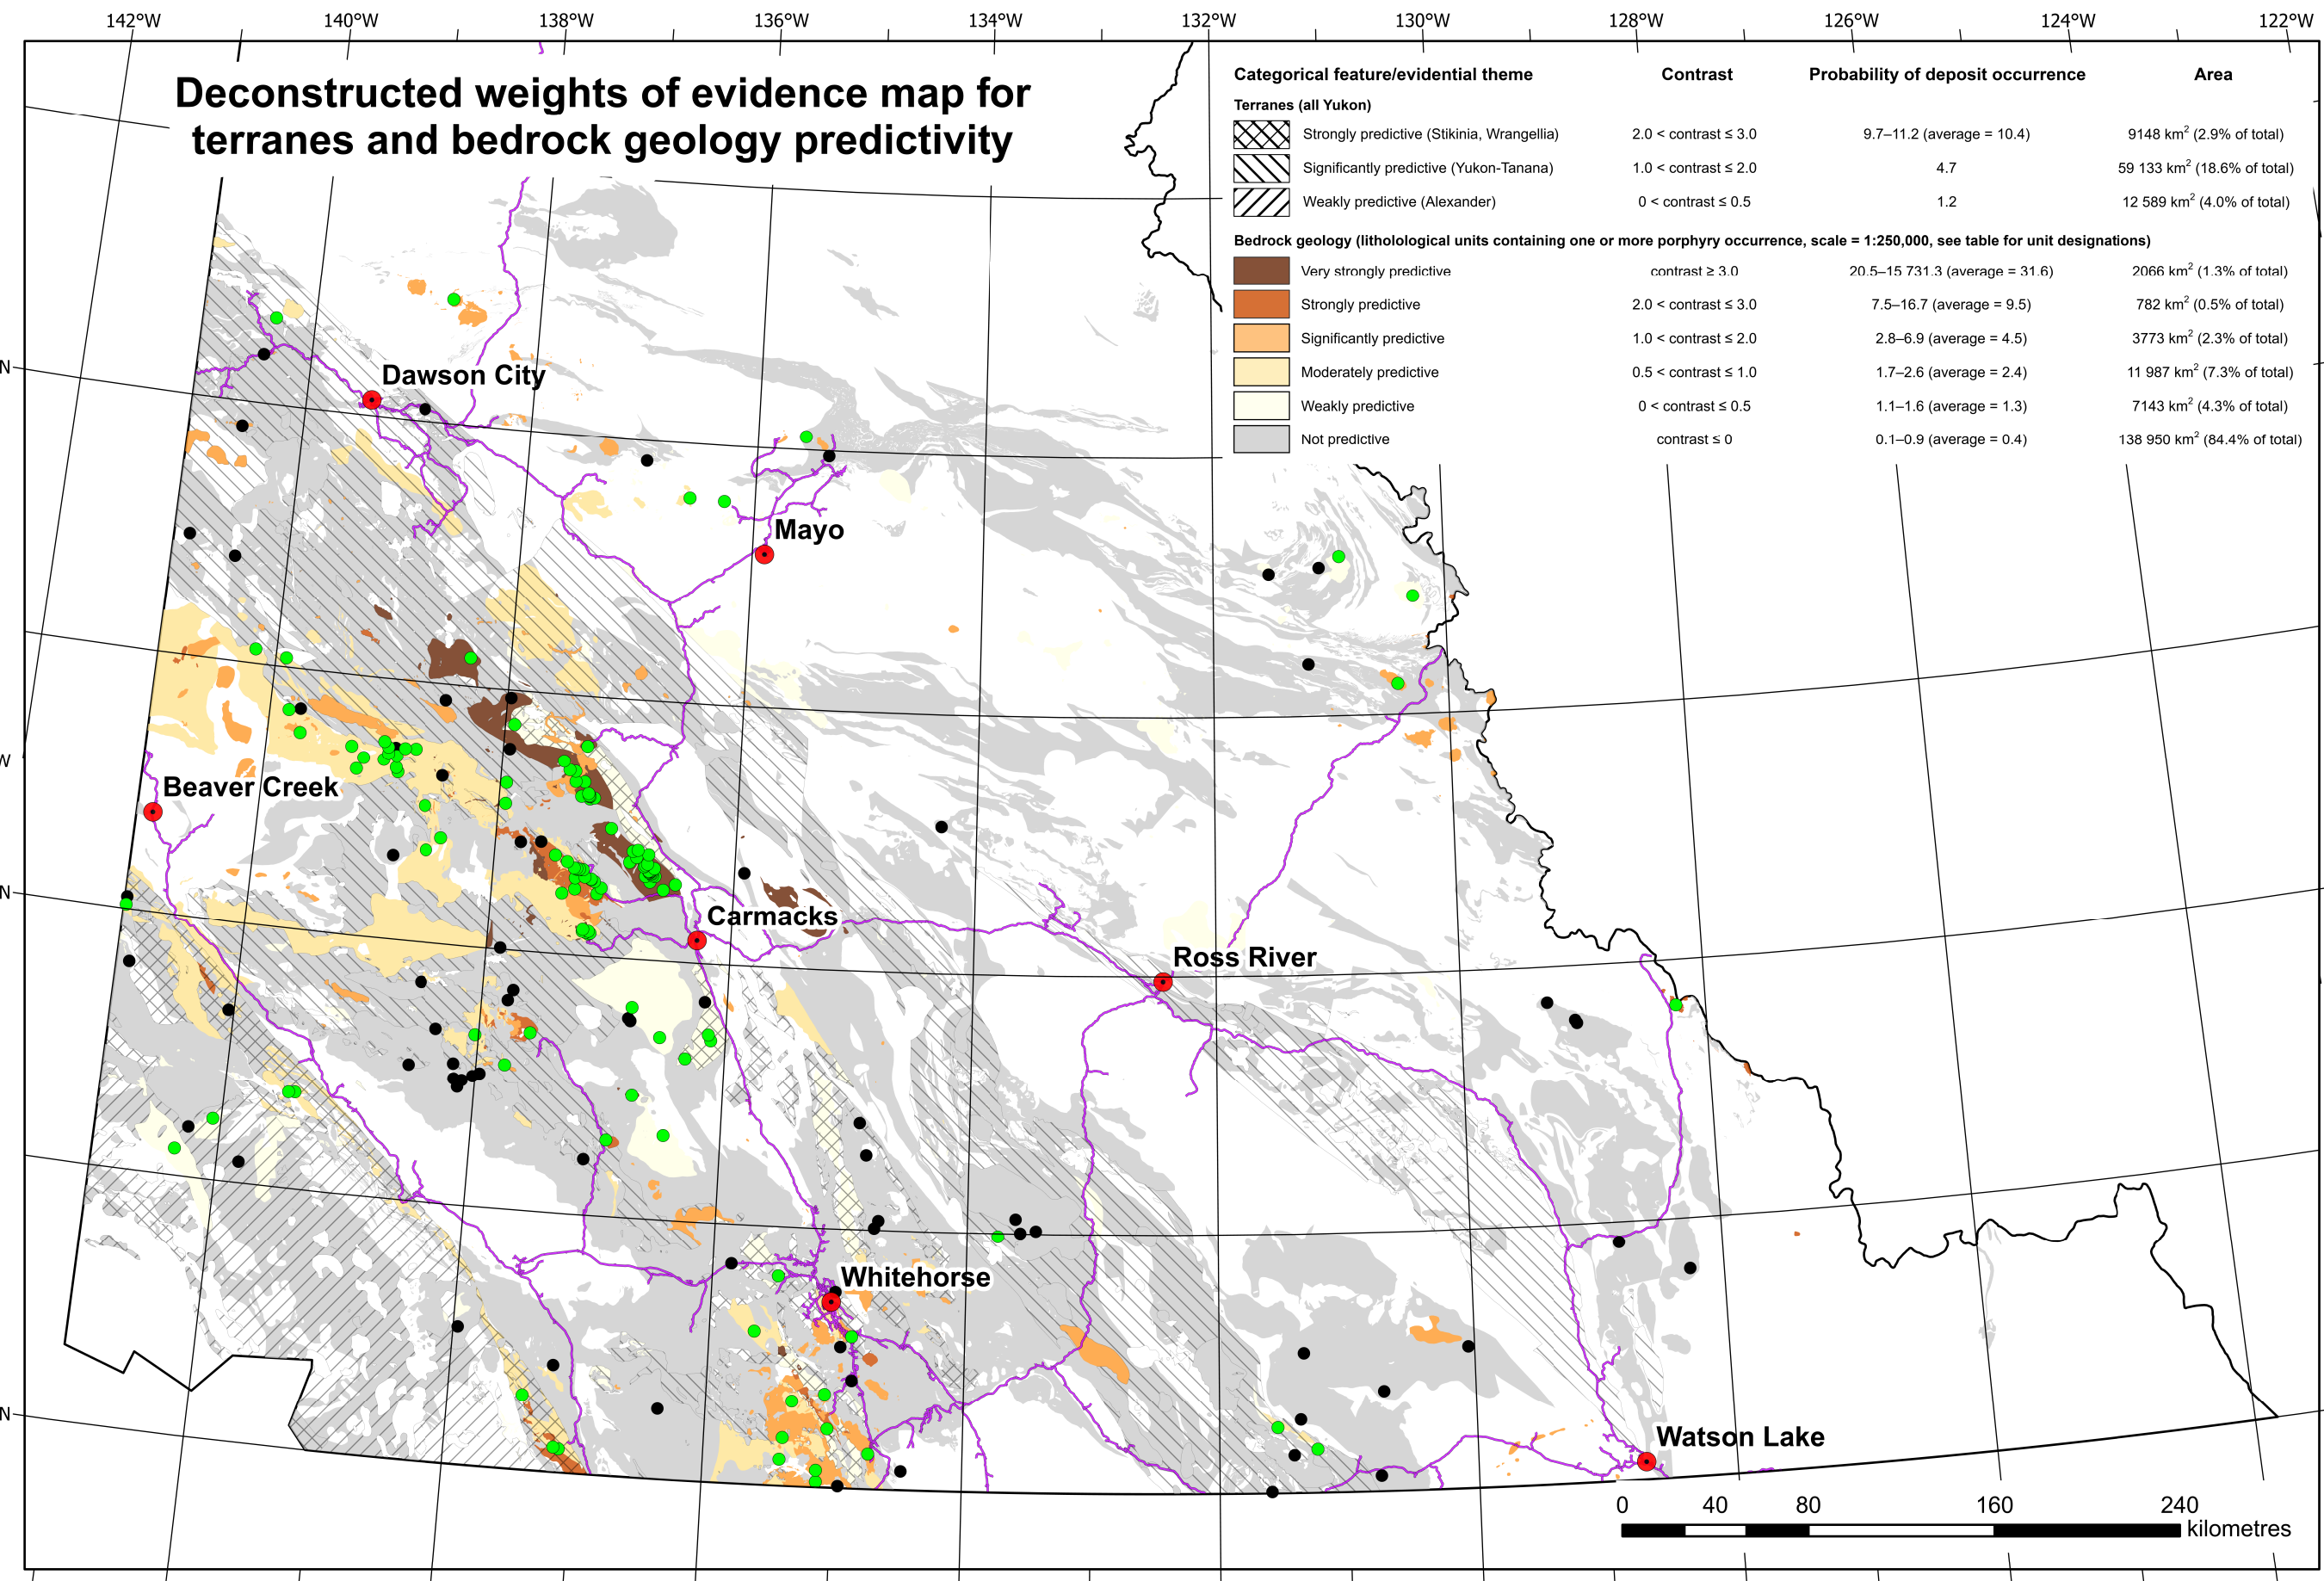 142°W 140°W 138°W 136°W 134°W 132°W 130°W 128°W 126°W 124°W 122°W
Deconstructed weights of evidence map for
terranes and bedrock geology predictivity
Categorical feature/evidential theme Contrast Probability of deposit occurrence Area
Terranes (all Yukon)
Strongly predictive (Stikinia, Wrangellia) 2.0 < contrast ≤ 3.0 9.7–11.2 (average = 10.4) 9148 km² (2.9% of total)
Significantly predictive (Yukon-Tanana) 1.0 < contrast ≤ 2.0 4.7 59 133 km² (18.6% of total)
Weakly predictive (Alexander) 0 < contrast ≤ 0.5 1.2 12 589 km² (4.0% of total)
Bedrock geology (litholological units containing one or more porphyry occurrence, scale = 1:250,000, see table for unit designations)
Very strongly predictive contrast ≥ 3.0 20.5–15 731.3 (average = 31.6) 2066 km² (1.3% of total)
Strongly predictive 2.0 < contrast ≤ 3.0 7.5–16.7 (average = 9.5) 782 km² (0.5% of total)
Significantly predictive 1.0 < contrast ≤ 2.0 2.8–6.9 (average = 4.5) 3773 km² (2.3% of total)
Moderately predictive 0.5 < contrast ≤ 1.0 1.7–2.6 (average = 2.4) 11 987 km² (7.3% of total)
Weakly predictive 0 < contrast ≤ 0.5 1.1–1.6 (average = 1.3) 7143 km² (4.3% of total)
Not predictive contrast ≤ 0 0.1–0.9 (average = 0.4) 138 950 km² (84.4% of total)
N
Dawson City
Mayo
W
Beaver Creek
N
Carmacks
Ross River
Whitehorse
N
Watson Lake
0 40 80 160 240
kilometres